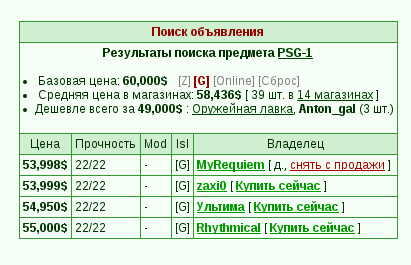 Поиск объявления
Результаты поиска предмета PSG-1
• Базовая цена: 60,000$ [Z] [G] [Online] [Сброс]
• Средняя цена в магазинах: 58,436$ [ 39 шт. в 14 магазинах ]
• Дешевле всего за 49,000$ : Оружейная лавка, Anton_gal (3 шт.)
Цена Прочность Mod Isl Владелец
53,998$ 22/22 - [G] MyRequiem [ д., снять с продажи ]
53,999$ 22/22 - [G] zaxi0 [ Купить сейчас ]
54,950$ 22/22 - [G] Ультима [ Купить сейчас ]
55,000$ 22/22 - [G] Rhythmical [ Купить сейчас ]